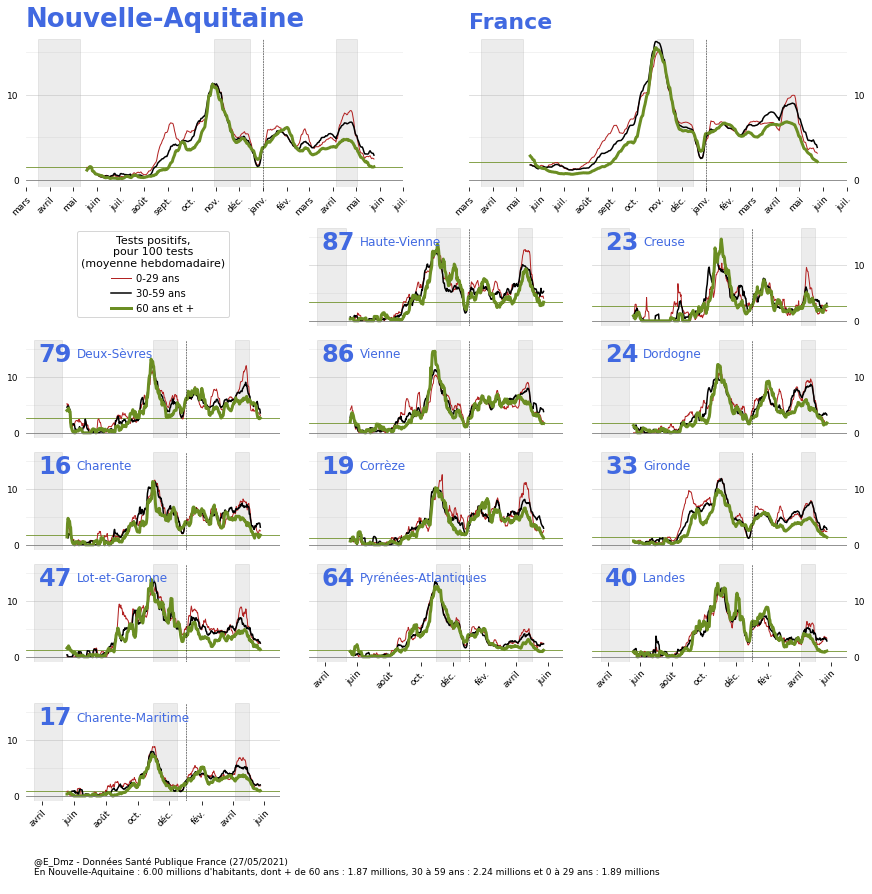 Nouvelle-Aquitaine
France
10
0
10
0
mars avril mai juin juil. août sept. oct. nov. déc. janv. fév. mars avril mai juin juil.
mars avril mai juin juil. août sept. oct. nov. déc. janv. fév. mars avril mai juin juil.
Tests positifs,
pour 100 tests
(moyenne hebdomadaire)
0-29 ans
30-59 ans
60 ans et +
87 Haute-Vienne
23 Creuse
10
0
79 Deux-Sèvres
86 Vienne
24 Dordogne
10
0
10
0
16 Charente
19 Corrèze
33 Gironde
10
0
10
0
47 Lot-et-Garonne
64 Pyrénées-Atlantiques
40 Landes
10
0
10
0
avril juin août oct. déc. fév. avril juin
avril juin août oct. déc. fév. avril juin
17 Charente-Maritime
10
0
avril juin août oct. déc. fév. avril juin
@E_Dmz - Données Santé Publique France (27/05/2021)
En Nouvelle-Aquitaine : 6.00 millions d'habitants, dont + de 60 ans : 1.87 millions, 30 à 59 ans : 2.24 millions et 0 à 29 ans : 1.89 millions